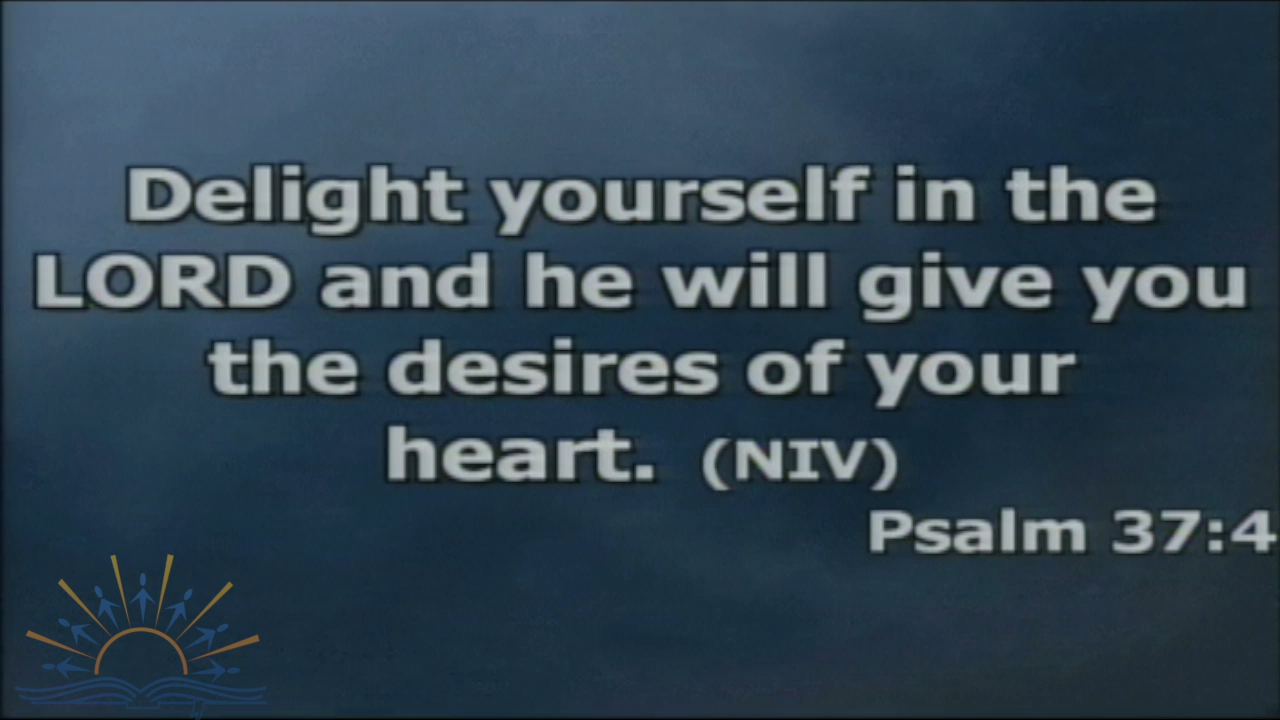 Delight yourself in the
LORD and he will give you
the desires of your
heart. (NIV)
Psalm 37:4